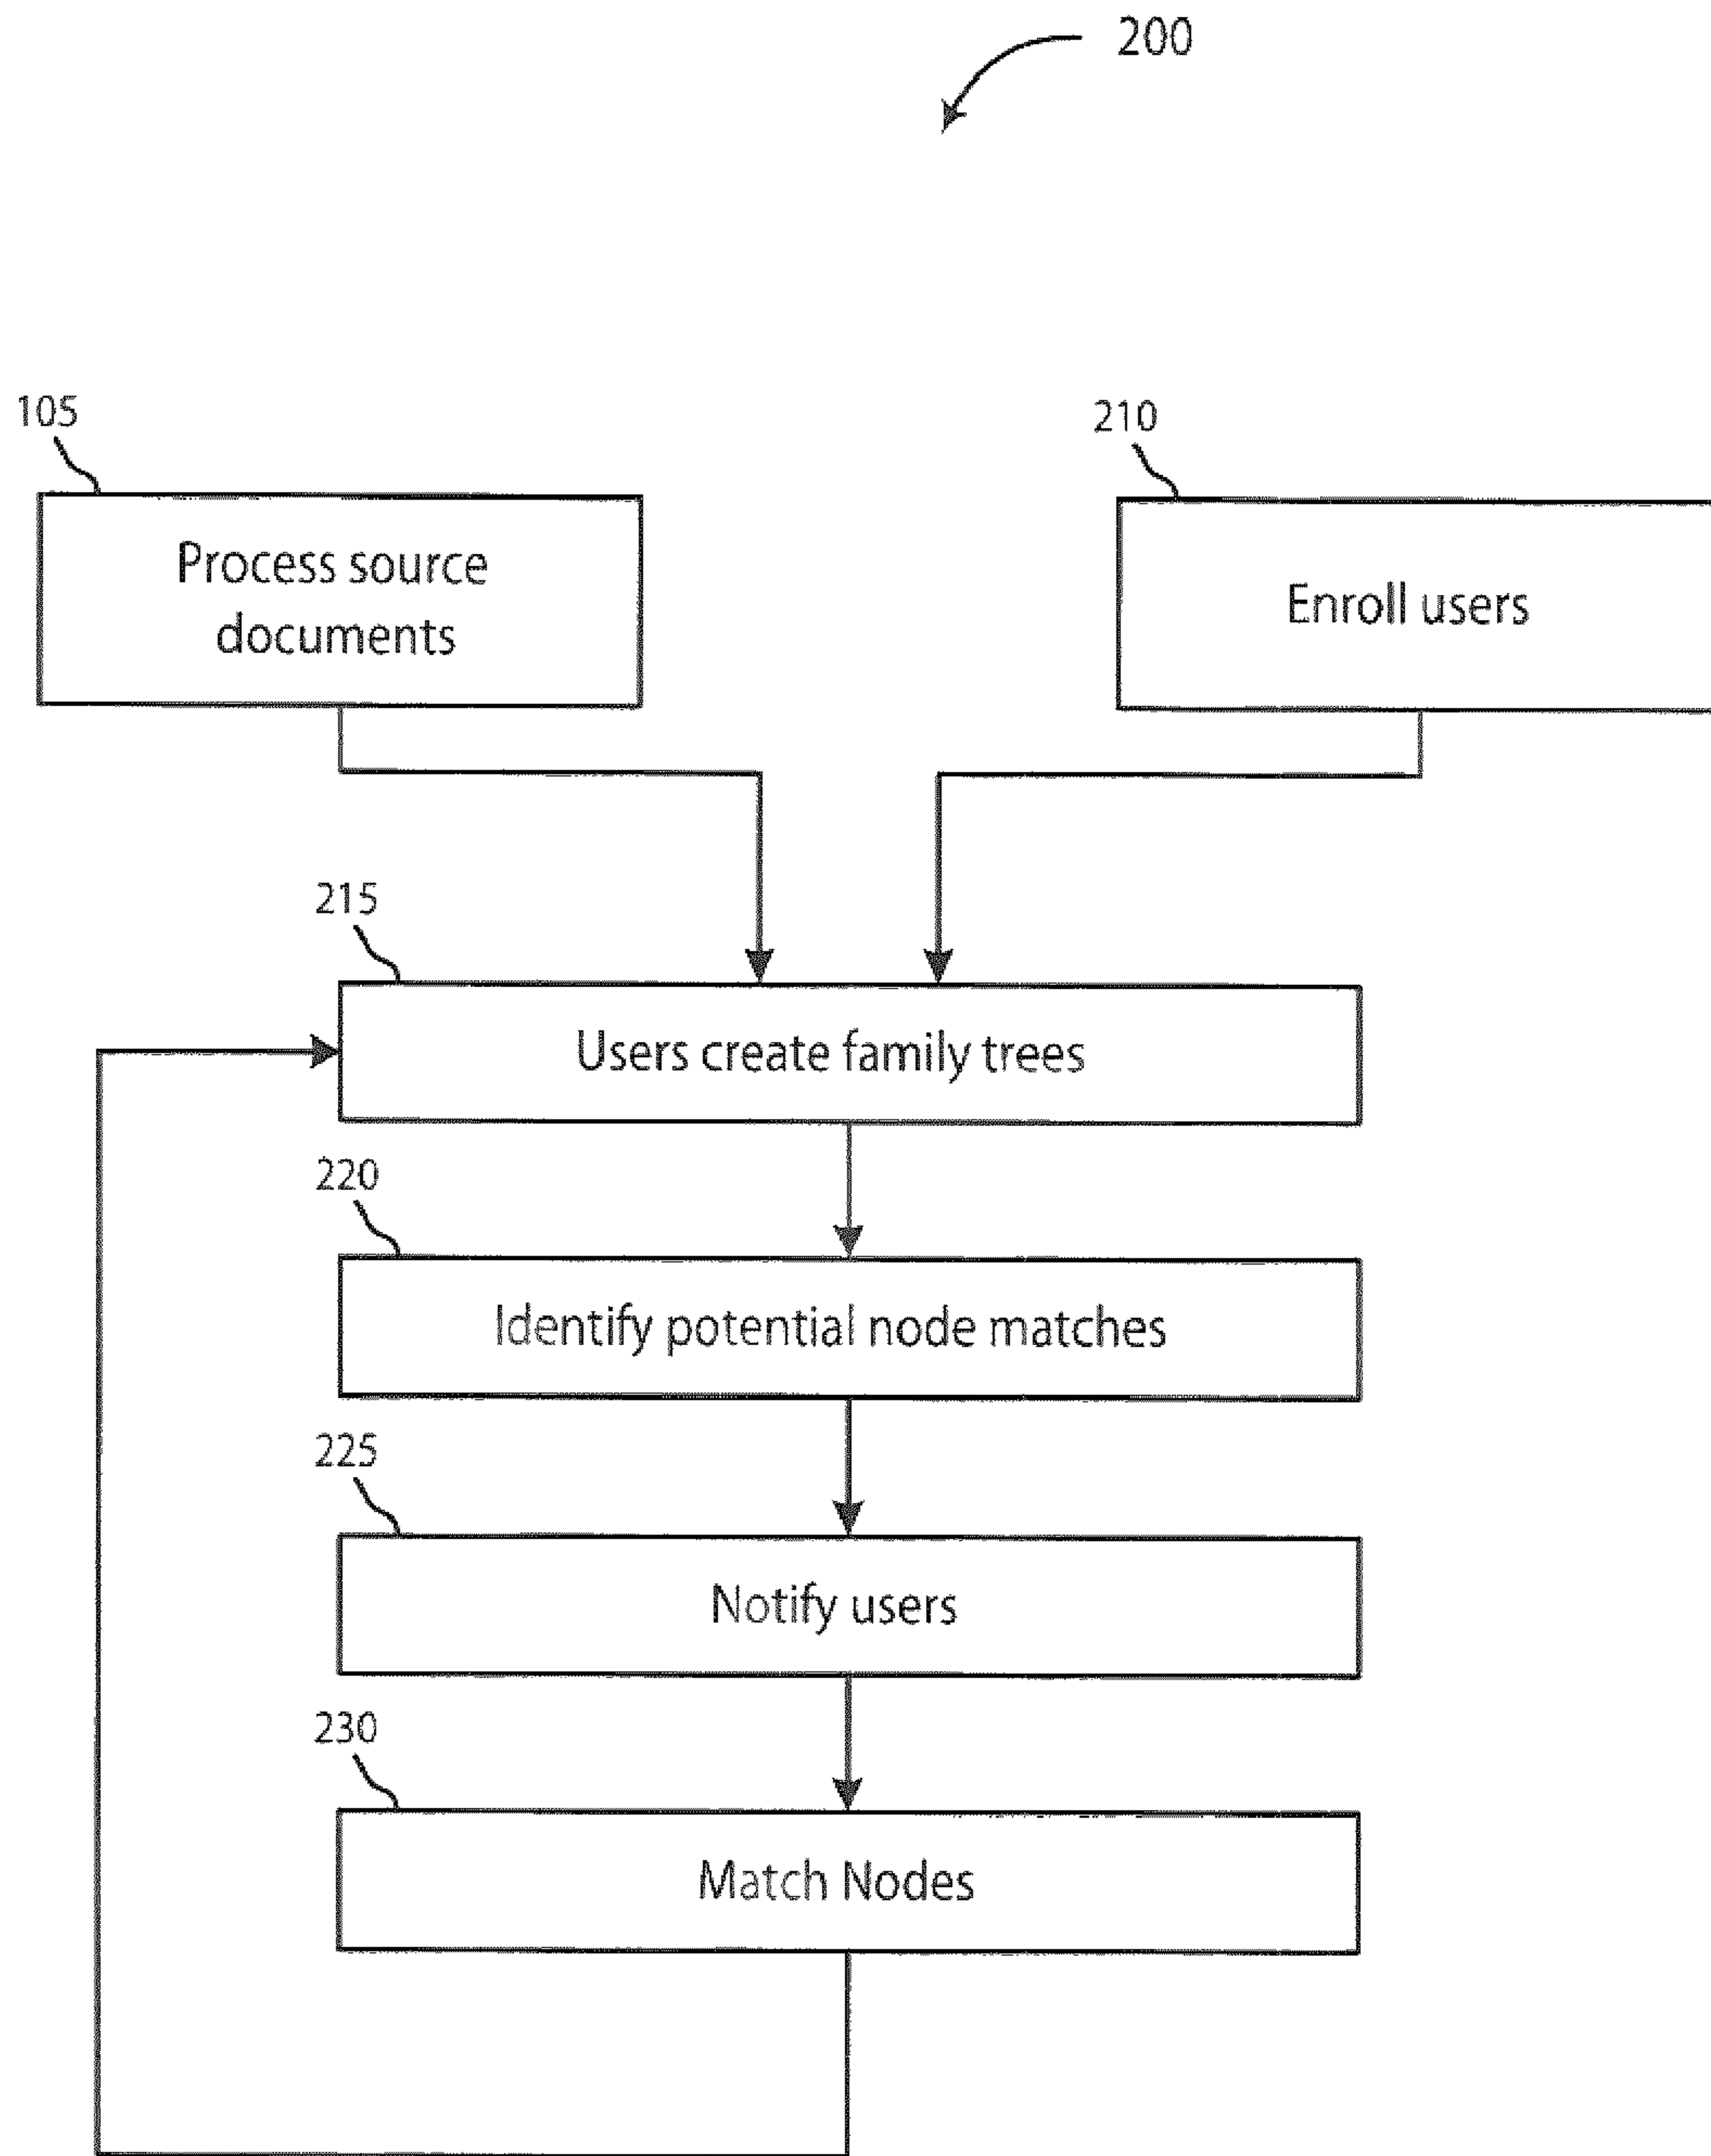 200
105
210
Process source
documents
Enroll users
215
Users create family trees
220
Identify potential node matches
225
Notify users
230
Match Nodes